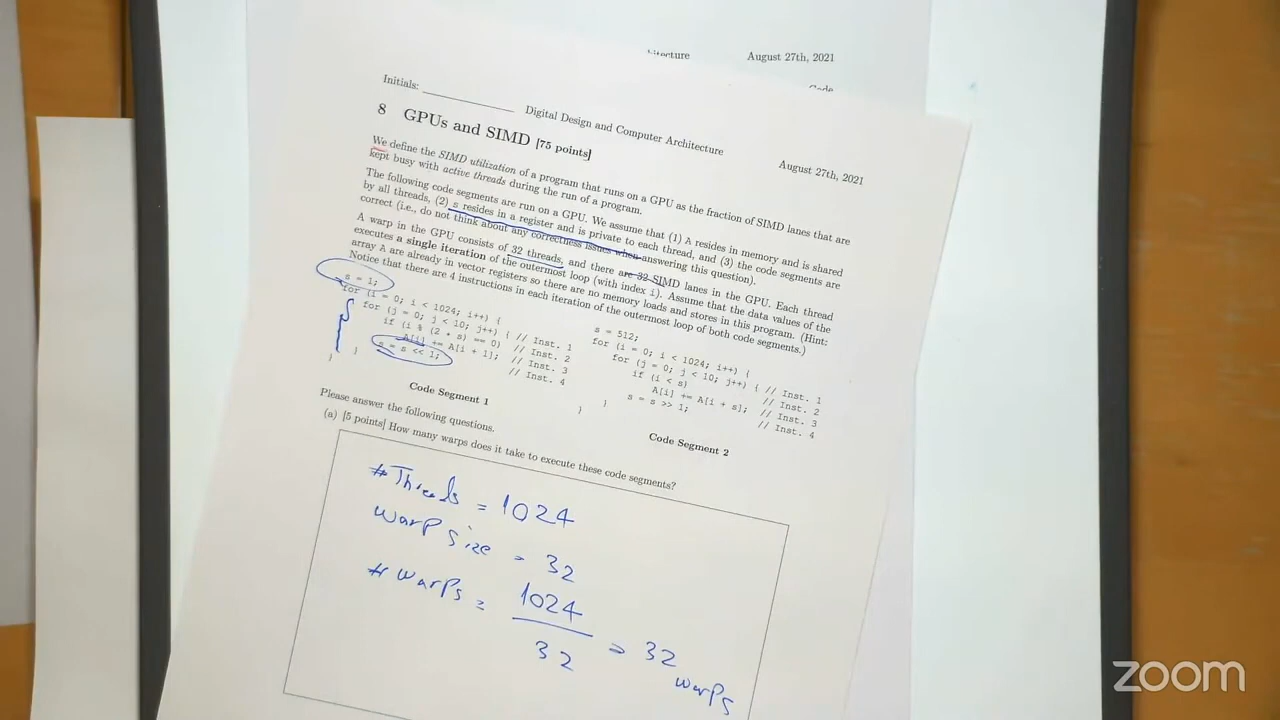 August 27th, 2021
Initials:
Digital Design and Computer Architecture
August 27th, 2021
8 GPUs and SIMD [75 points]
We define the SIMD utilization of a program that runs on a GPU as the fraction of SIMD lanes that are
kept busy with active threads during the run of a program.
The following code segments are run on a GPU. We assume that (1) A resides in memory and is shared
by all threads, (2) s resides in a register and is private to each thread, and (3) the code segments are
correct (i.e., do not think about any correctness issues when answering this question).
A warp in the GPU consists of 32 threads, and there are 32 SIMD lanes in the GPU. Each thread
executes a single iteration of the outermost loop (with index i). Assume that the data values of the
array A are already in vector registers so there are no memory loads and stores in this program. (Hint:
Notice that there are 4 instructions in each iteration of the outermost loop of both code segments.)
s = 1;
for (i = 0; i < 1024; i++) {
for (j = 0; j < 10; j++) { // Inst. 1
if (i % (2 * s) == 0) // Inst. 2
A[i] += A[i + 1]; // Inst. 3
s = s << 1; // Inst. 4
}
}
Code Segment 1
s = 512;
for (i = 0; i < 1024; i++) {
for (j = 0; j < 10; j++) { // Inst. 1
if (i < s) // Inst. 2
A[i] += A[i + s]; // Inst. 3
s = s >> 1; // Inst. 4
}
}
Code Segment 2
Please answer the following questions.
(a) [5 points] How many warps does it take to execute these code segments?
# Threads = 1024
warp size = 32
# warps = 1024 / 32 = 32 warps
zoom